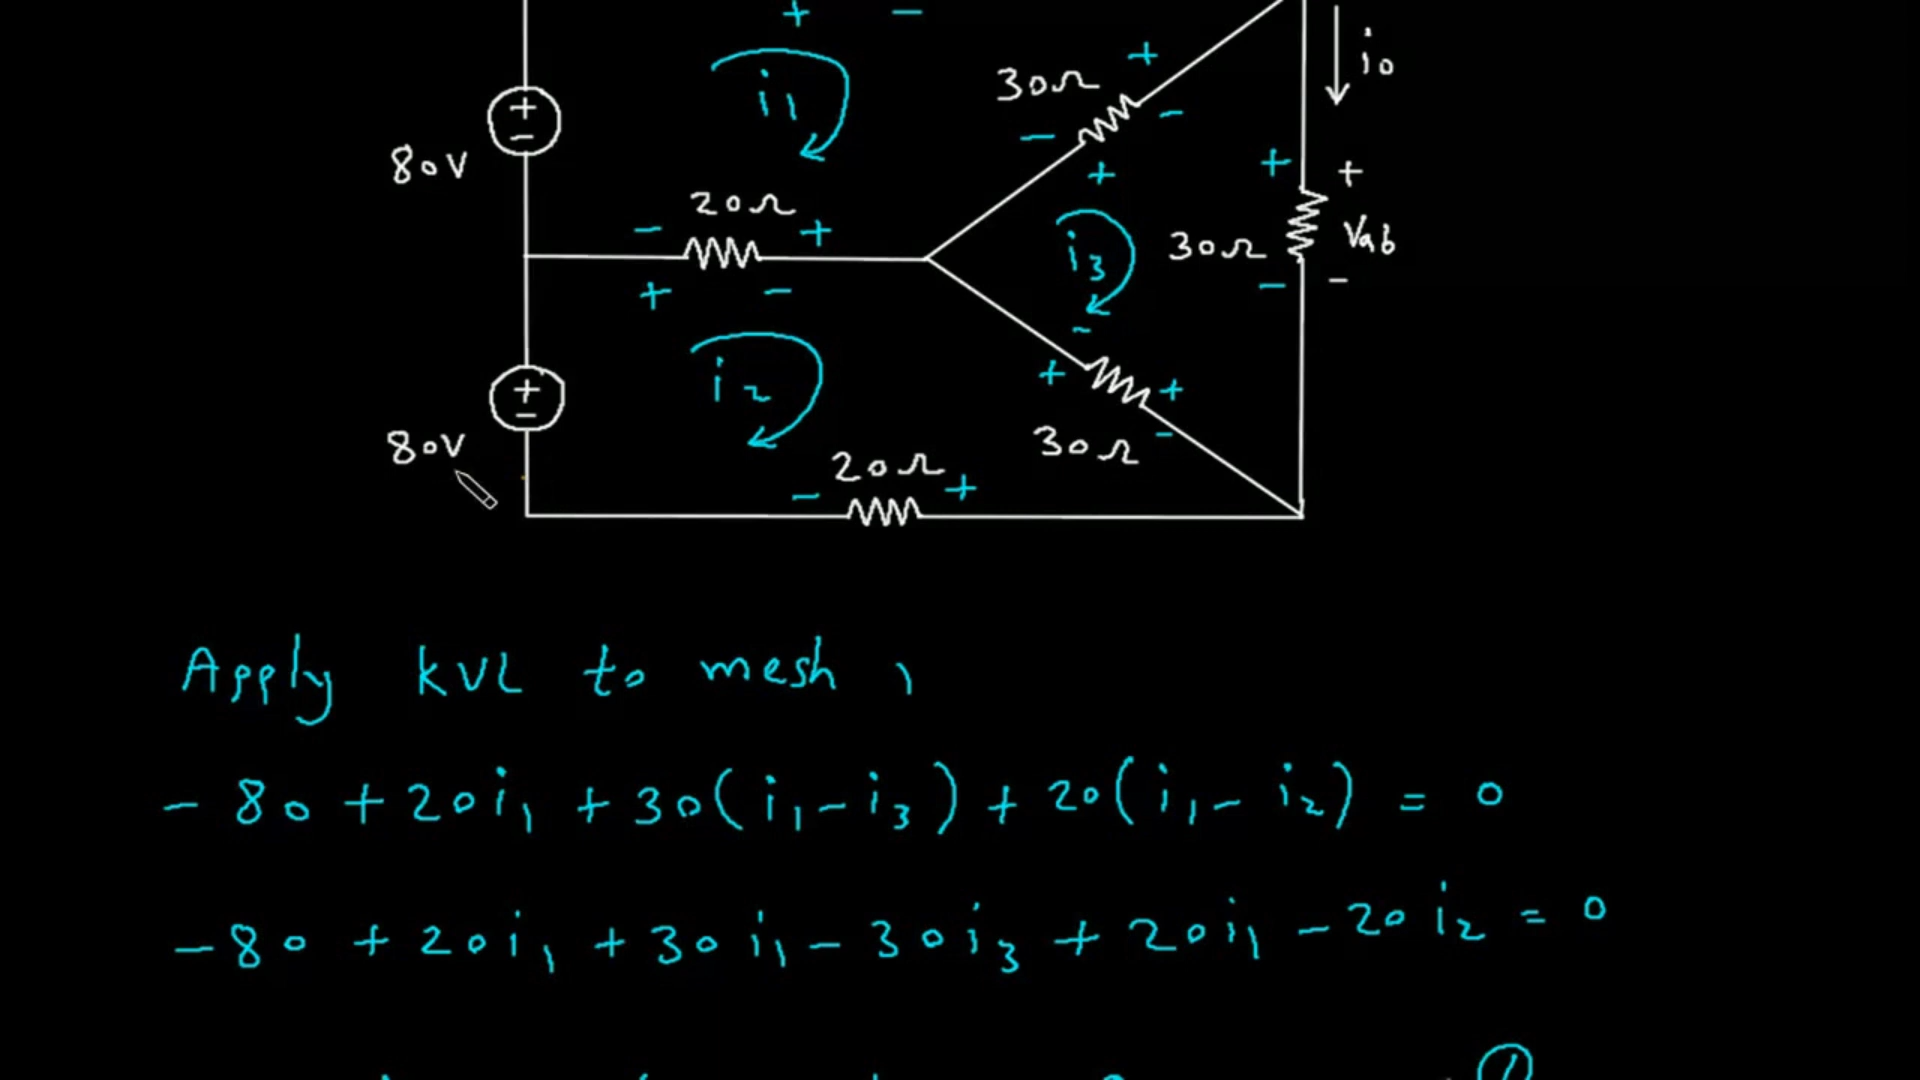 + −
i₁
30Ω
+
−
−
+
i₀
+
−
80V
20Ω
−
+
+
−
i₃
30Ω
+
+
Vab
−
−
+
−
i₂
+
−
80V
−
+
+
−
30Ω
20Ω
−
+
Apply KVL to mesh 1
−80 + 20i₁ + 30(i₁ − i₃) + 20(i₁ − i₂) = 0
−80 + 20i₁ + 30i₁ − 30i₃ + 20i₁ − 20i₂ = 0